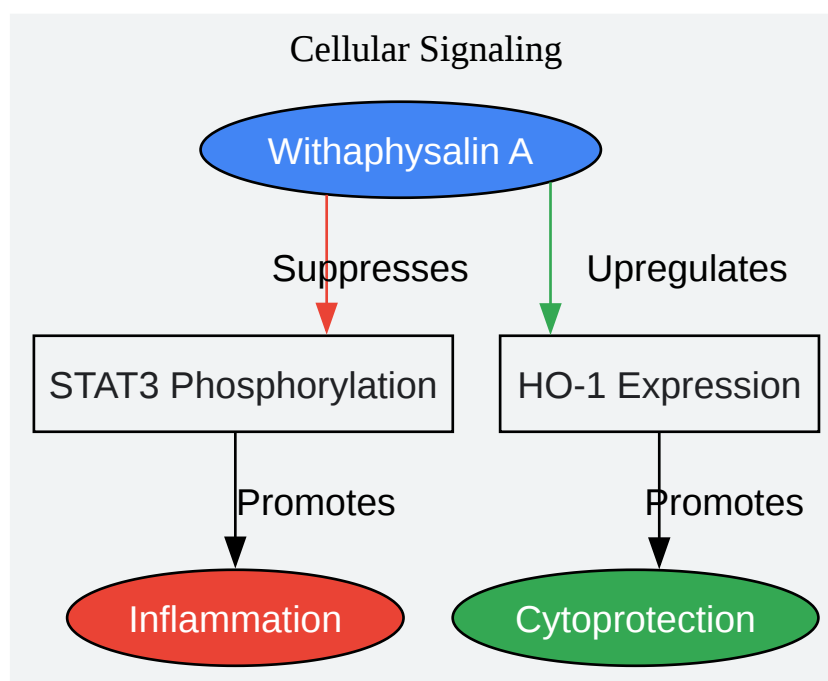 Cellular Signaling
Withaphysalin A
Suppresses
Upregulates
STAT3 Phosphorylation
HO-1 Expression
Promotes
Promotes
Inflammation
Cytoprotection